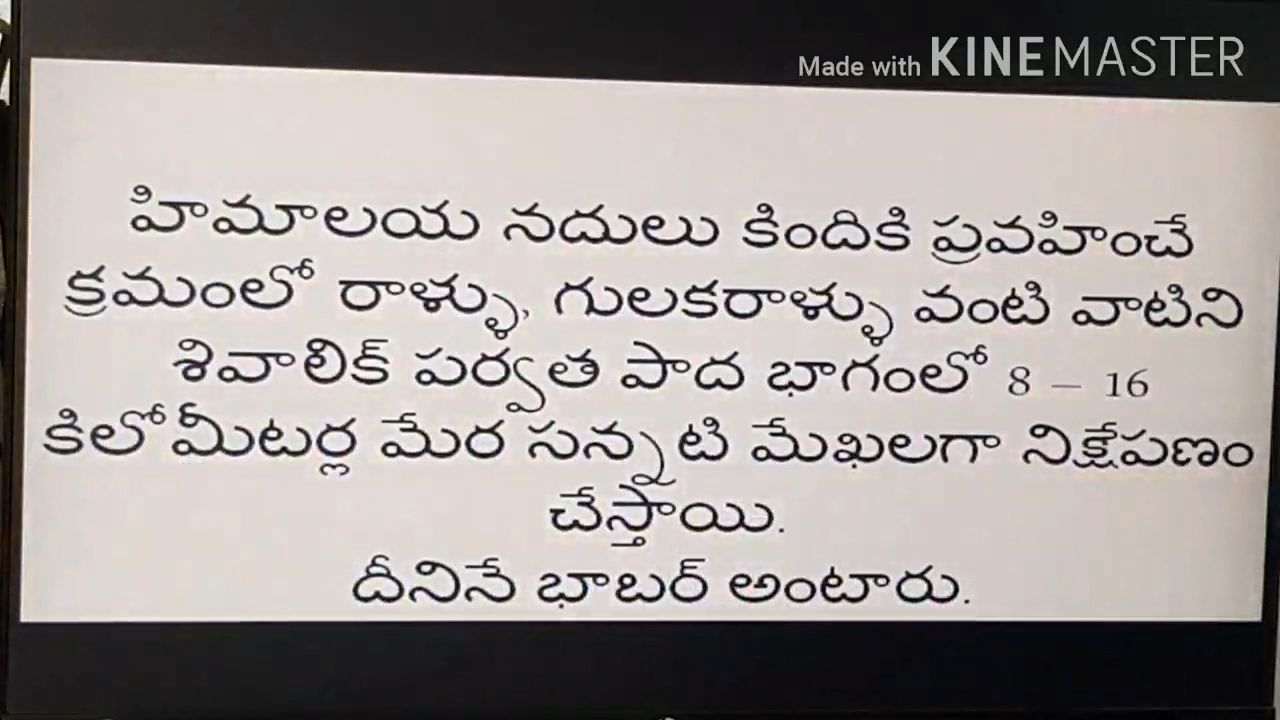 Made with KINEMASTER
హిమాలయ నదులు కిందికి ప్రవహించే
క్రమంలో రాళ్ళు, గులకరాళ్ళు వంటి వాటిని
శివాలిక్ పర్వత పాద భాగంలో 8 – 16
కిలోమీటర్ల మేర సన్నటి మేఖలగా నిక్షేపణం
చేస్తాయి.
దీనినే భాబర్ అంటారు.